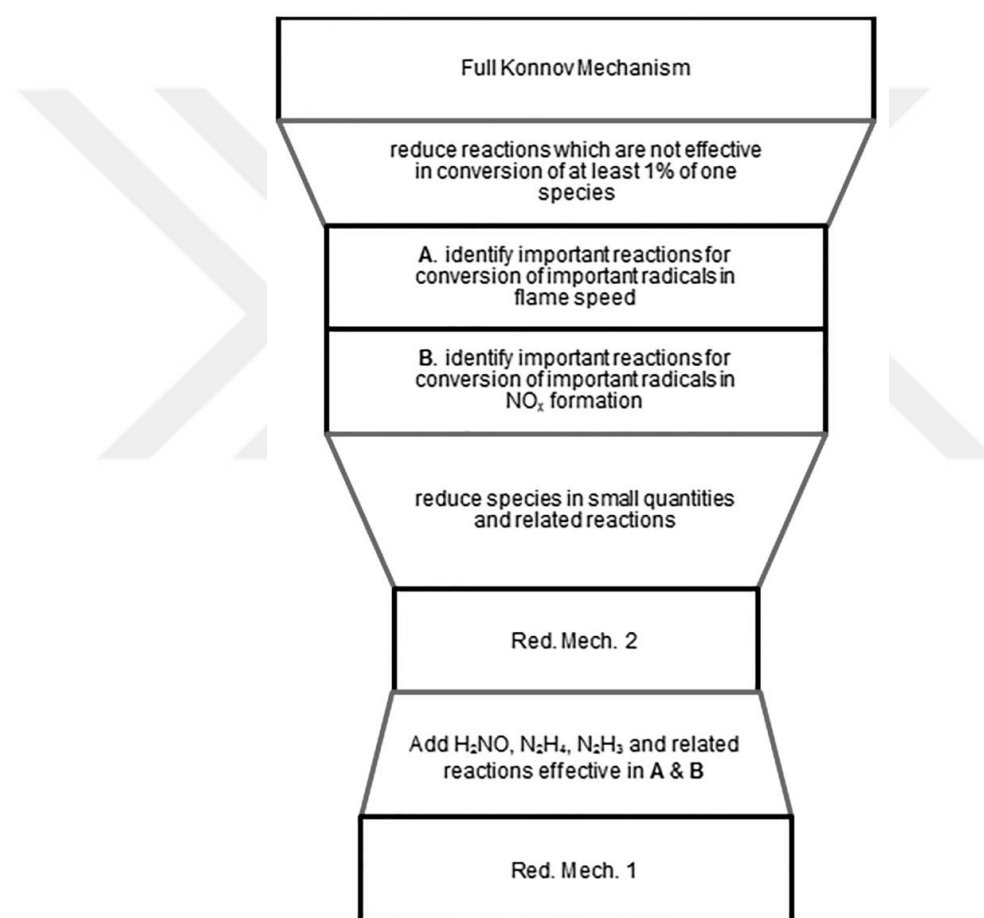 Full Konnov Mechanism
reduce reactions which are not effective
in conversion of at least 1% of one
species
A. identify important reactions for
conversion of important radicals in
flame speed
B. identify important reactions for
conversion of important radicals in
NOₓ formation
reduce species in small quantities
and related reactions
Red. Mech. 2
Add H₂NO, N₂H₄, N₂H₃ and related
reactions effective in A & B
Red. Mech. 1